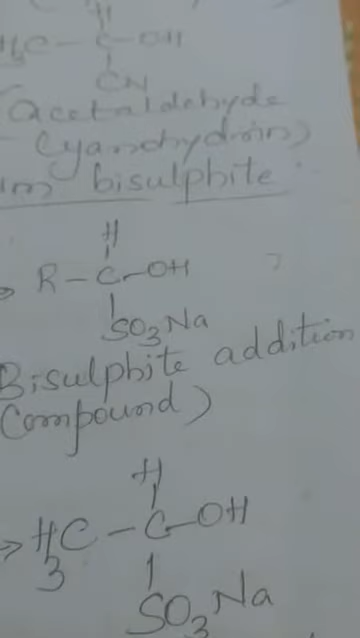 H
H₃C - C - OH
CN
(acetaldehyde
Cyanohydrin)
bisulphite
H
R - C - OH
SO₃Na
Bisulphite addition
Compound)
H
→ H₃C - C - OH
SO₃Na